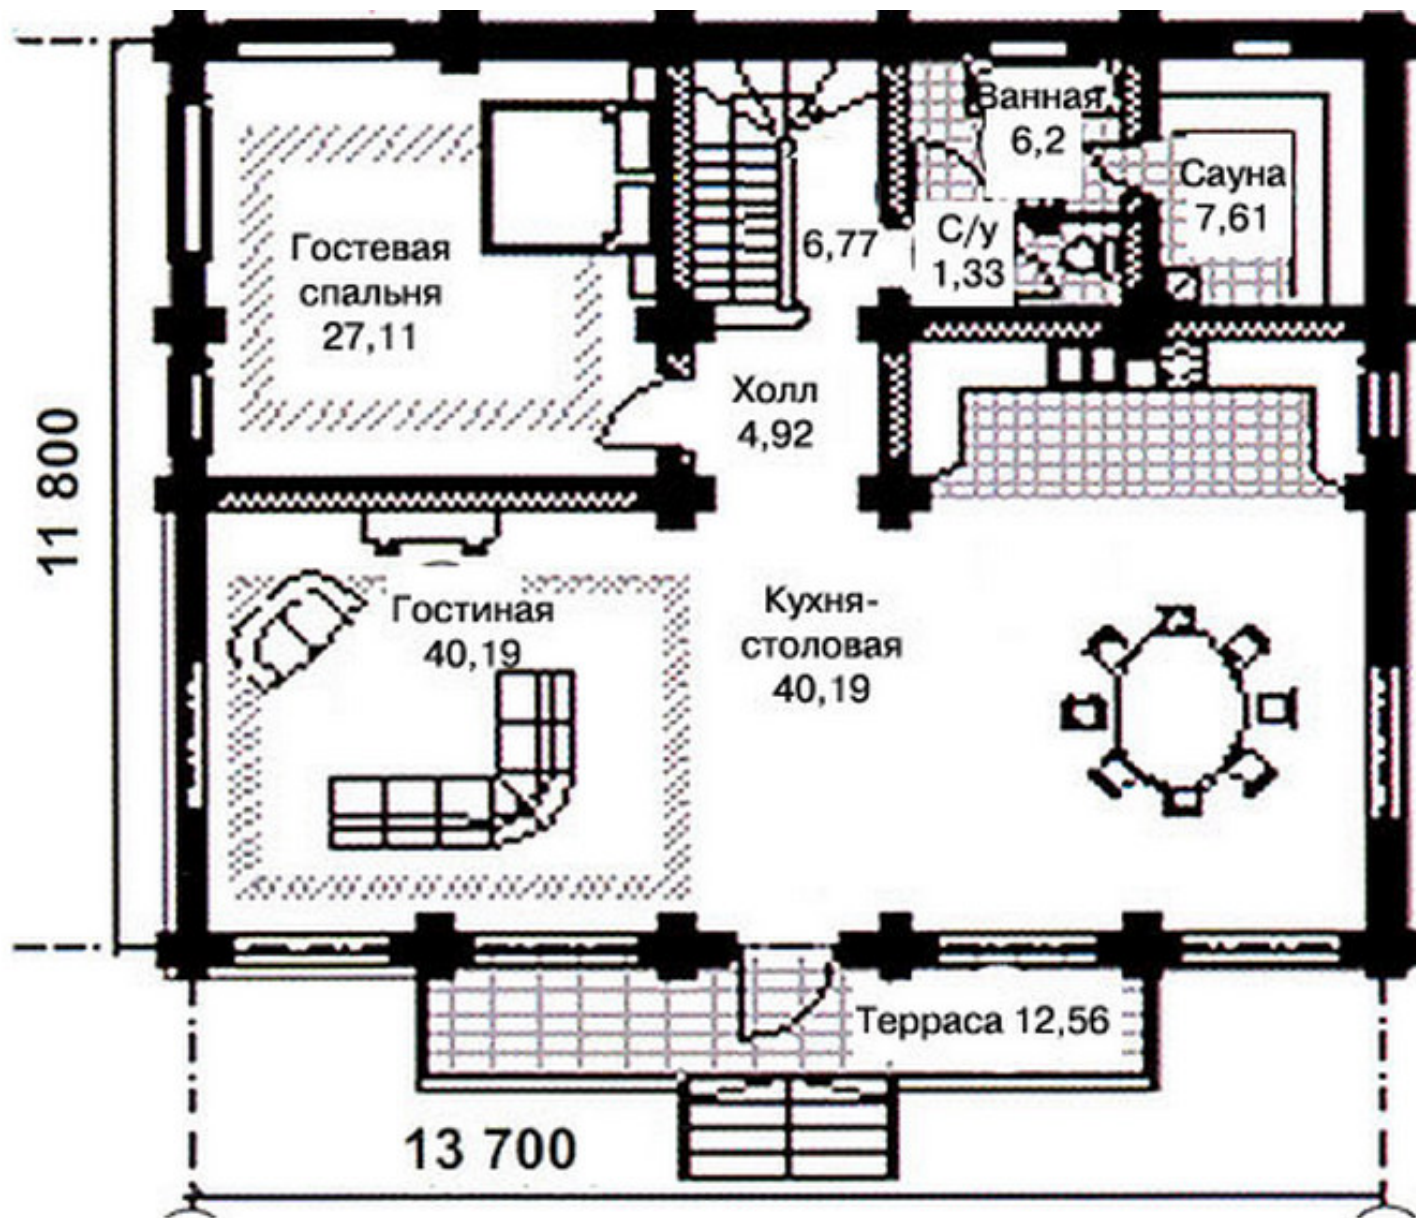 Ванная
6,2
Сауна
7,61
С/у
1,33
6,77
Гостевая
спальня
27,11
Холл
4,92
11 800
Гостиная
40,19
Кухня-
столовая
40,19
Терраса 12,56
13 700